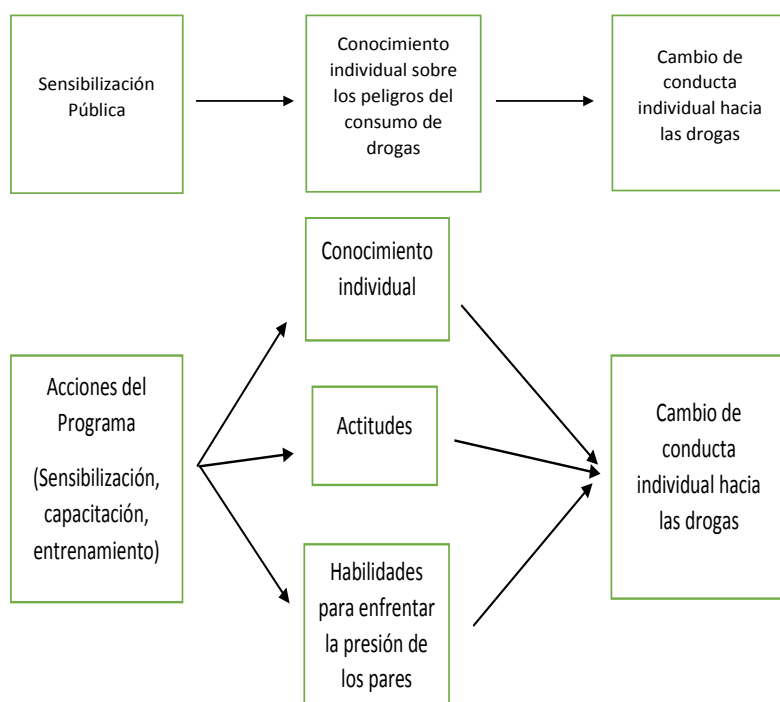 Sensibilización
Pública
Conocimiento
individual sobre
los peligros del
consumo de
drogas
Cambio de
conducta
individual hacia
las drogas
Conocimiento
individual
Acciones del
Programa
(Sensibilización,
capacitación,
entrenamiento)
Actitudes
Habilidades
para enfrentar
la presión de
los pares
Cambio de
conducta
individual hacia
las drogas